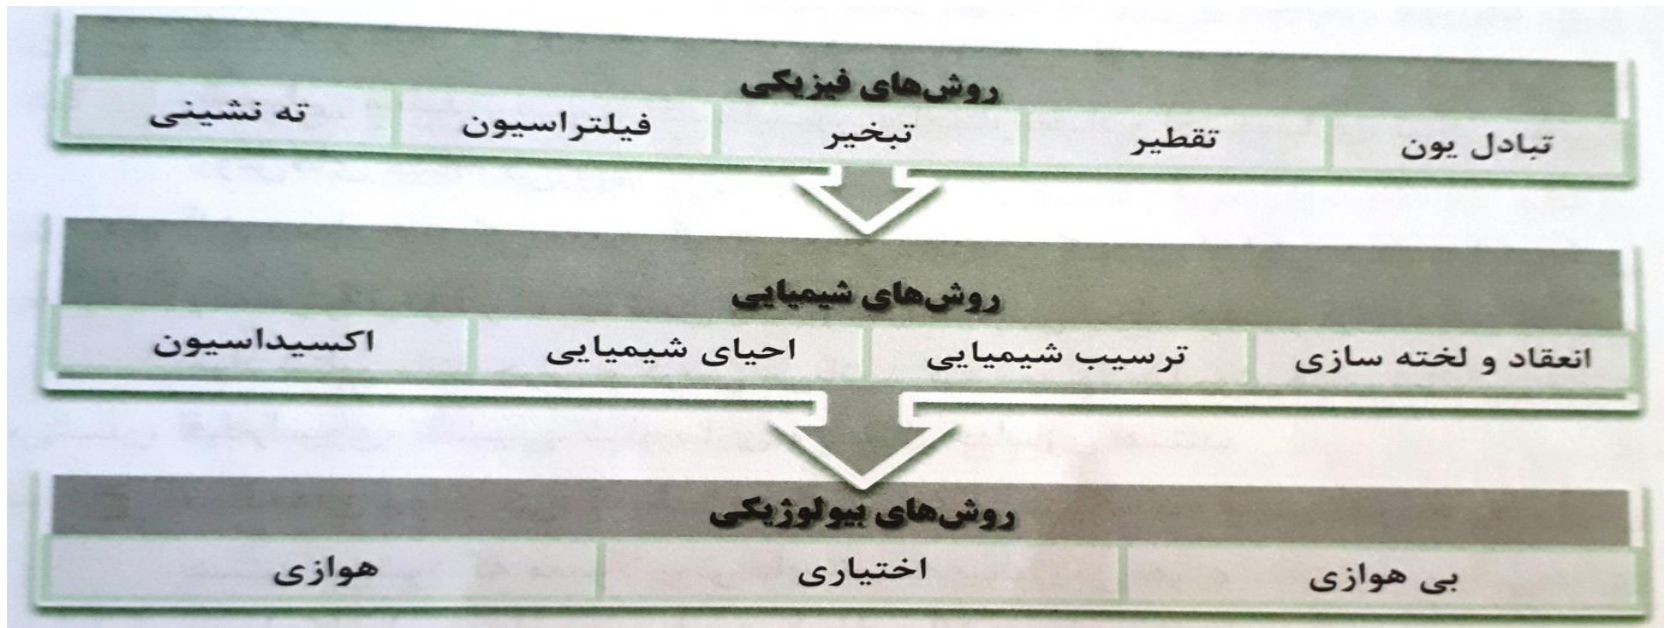 روش‌های فیزیکی
تبادل یون تقطیر تبخیر فیلتراسیون ته نشینی
روش‌های شیمیایی
انعقاد و لخته سازی ترسیب شیمیایی احیای شیمیایی اکسیداسیون
روش‌های بیولوژیکی
بی هوازی اختیاری هوازی